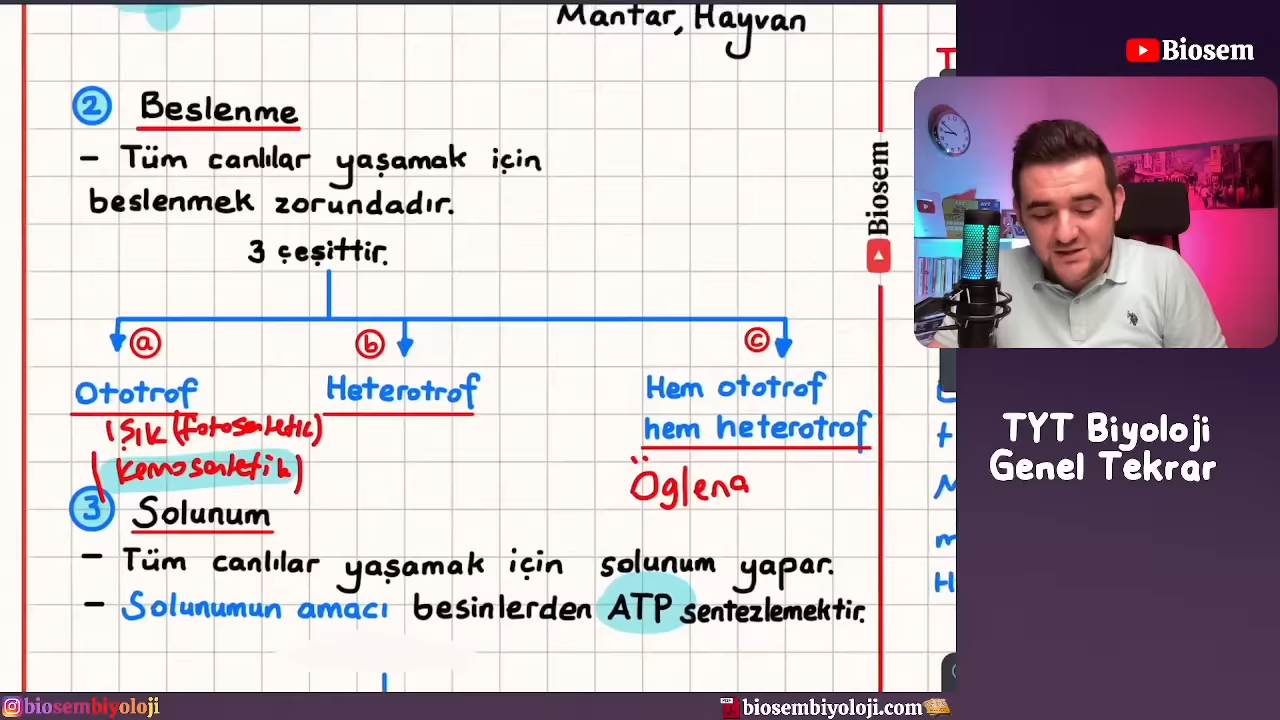 Mantar, Hayvan
Biosem
2 Beslenme
- Tüm canlılar yaşamak için
beslenmek zorundadır.
3 çeşittir.
Biosem
a b c
Ototrof Heterotrof Hem ototrof
hem heterotrof
Işık (fotosentetik)
kemosentetik
Öglena
3 Solunum
- Tüm canlılar yaşamak için solunum yapar.
- Solunumun amacı besinlerden ATP sentezlemektir.
TYT Biyoloji
Genel Tekrar
biosembiyoloji
biosembiyoloji.com